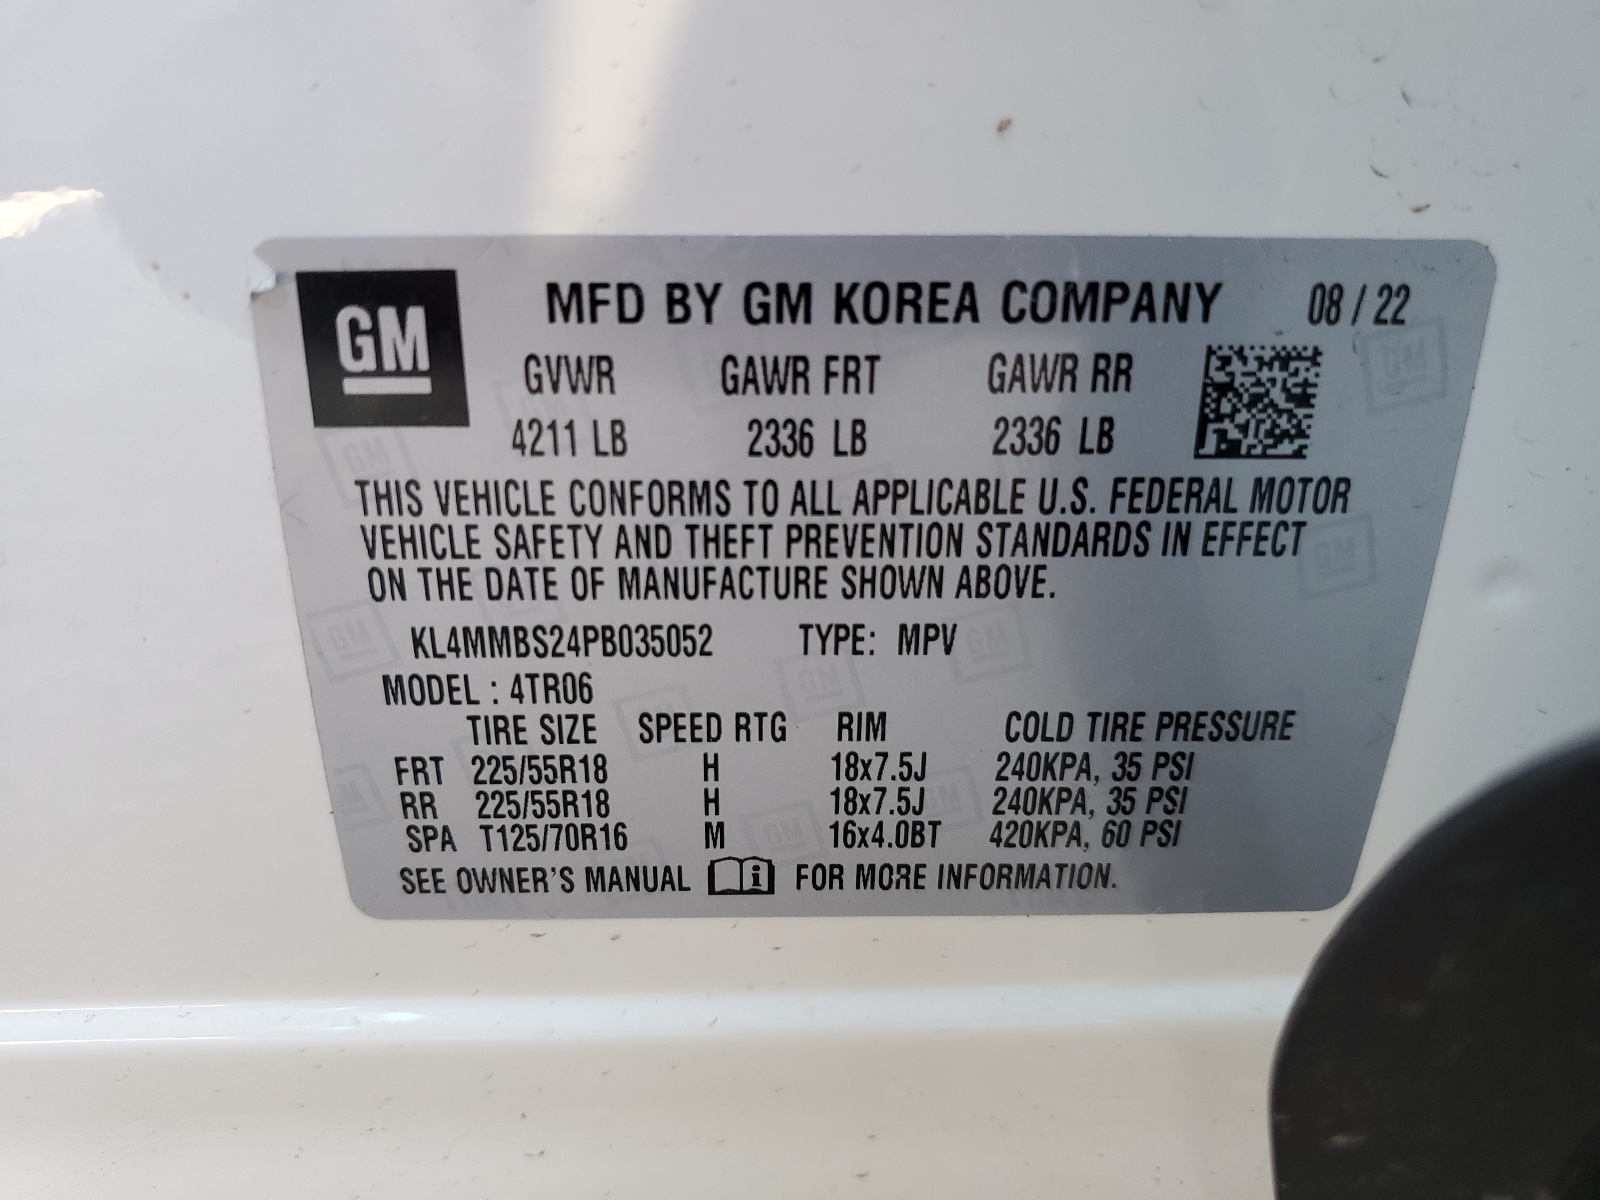 GM
MFD BY GM KOREA COMPANY 08 / 22
GVWR GAWR FRT GAWR RR
4211 LB 2336 LB 2336 LB
THIS VEHICLE CONFORMS TO ALL APPLICABLE U.S. FEDERAL MOTOR
VEHICLE SAFETY AND THEFT PREVENTION STANDARDS IN EFFECT
ON THE DATE OF MANUFACTURE SHOWN ABOVE.
KL4MMBS24PB035052 TYPE: MPV
MODEL : 4TR06
TIRE SIZE SPEED RTG RIM COLD TIRE PRESSURE
FRT 225/55R18 H 18x7.5J 240KPA, 35 PSI
RR 225/55R18 H 18x7.5J 240KPA, 35 PSI
SPA T125/70R16 M 16x4.0BT 420KPA, 60 PSI
SEE OWNER'S MANUAL i FOR MORE INFORMATION.